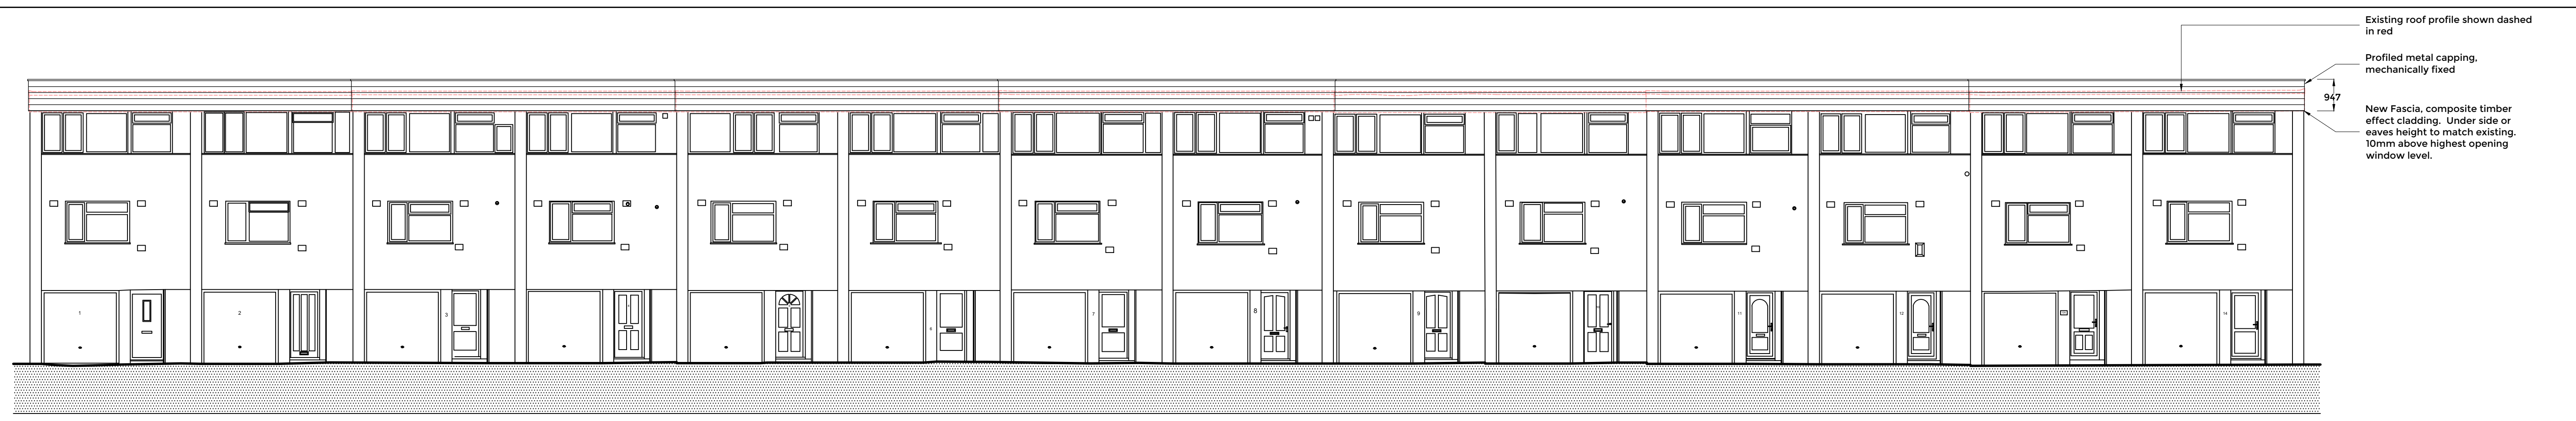 Existing roof profile shown dashed
in red
Profiled metal capping,
mechanically fixed
947
New Fascia, composite timber
effect cladding. Under side or
eaves height to match existing.
10mm above highest opening
window level.
1
2
3
6
7
8
9
11
12
14